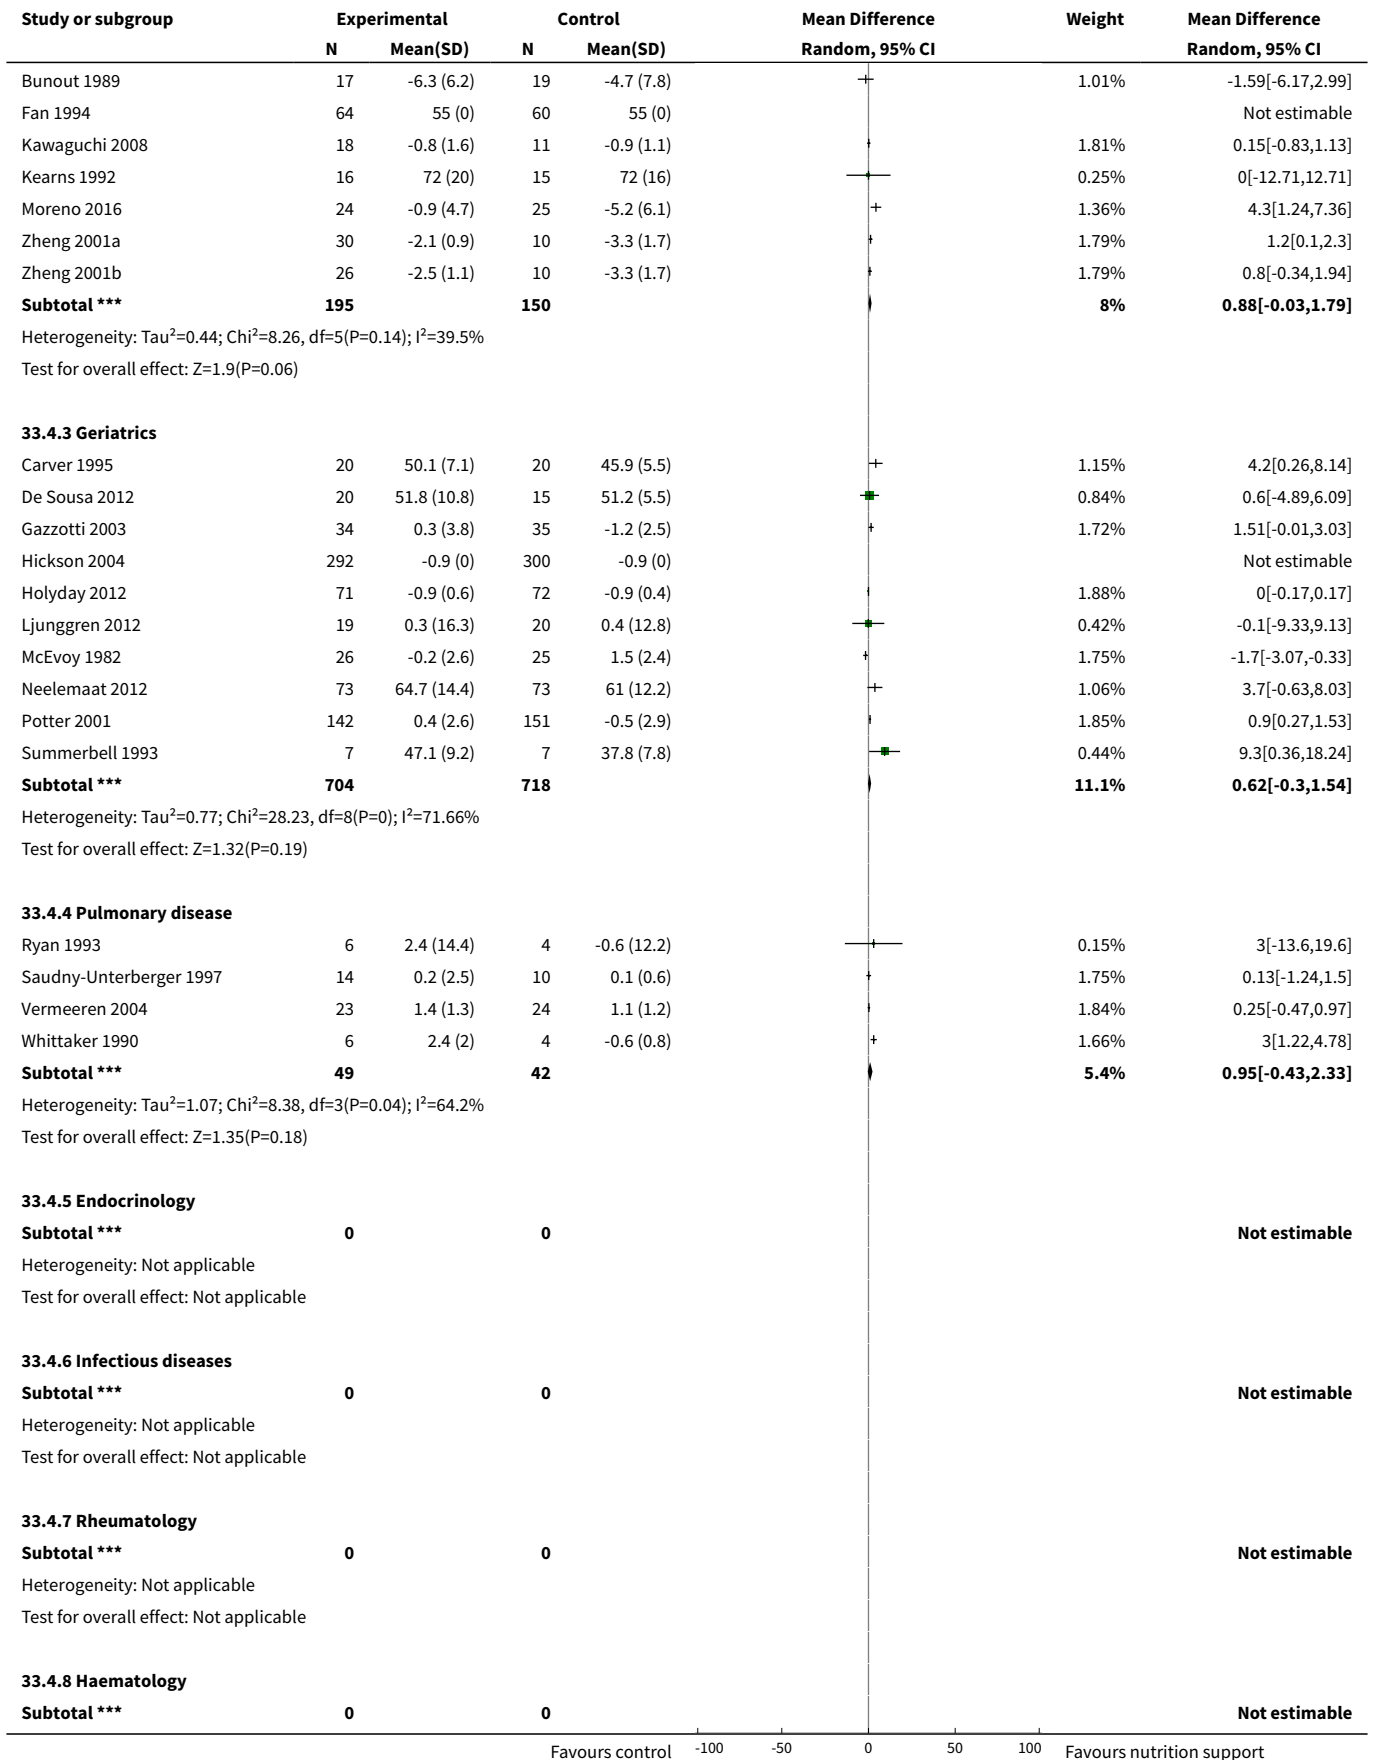 Study or subgroup Experimental Control Mean Difference Weight Mean Difference
N Mean(SD) N Mean(SD) Random, 95% CI Random, 95% CI
Bunout 1989 17 -6.3 (6.2) 19 -4.7 (7.8) 1.01% -1.59[-6.17,2.99]
Fan 1994 64 55 (0) 60 55 (0) Not estimable
Kawaguchi 2008 18 -0.8 (1.6) 11 -0.9 (1.1) 1.81% 0.15[-0.83,1.13]
Kearns 1992 16 72 (20) 15 72 (16) 0.25% 0[-12.71,12.71]
Moreno 2016 24 -0.9 (4.7) 25 -5.2 (6.1) 1.36% 4.3[1.24,7.36]
Zheng 2001a 30 -2.1 (0.9) 10 -3.3 (1.7) 1.79% 1.2[0.1,2.3]
Zheng 2001b 26 -2.5 (1.1) 10 -3.3 (1.7) 1.79% 0.8[-0.34,1.94]
Subtotal *** 195 150 8% 0.88[-0.03,1.79]
Heterogeneity: Tau²=0.44; Chi²=8.26, df=5(P=0.14); I²=39.5%
Test for overall effect: Z=1.9(P=0.06)
33.4.3 Geriatrics
Carver 1995 20 50.1 (7.1) 20 45.9 (5.5) 1.15% 4.2[0.26,8.14]
De Sousa 2012 20 51.8 (10.8) 15 51.2 (5.5) 0.84% 0.6[-4.89,6.09]
Gazzotti 2003 34 0.3 (3.8) 35 -1.2 (2.5) 1.72% 1.51[-0.01,3.03]
Hickson 2004 292 -0.9 (0) 300 -0.9 (0) Not estimable
Holyday 2012 71 -0.9 (0.6) 72 -0.9 (0.4) 1.88% 0[-0.17,0.17]
Ljunggren 2012 19 0.3 (16.3) 20 0.4 (12.8) 0.42% -0.1[-9.33,9.13]
McEvoy 1982 26 -0.2 (2.6) 25 1.5 (2.4) 1.75% -1.7[-3.07,-0.33]
Neelemaat 2012 73 64.7 (14.4) 73 61 (12.2) 1.06% 3.7[-0.63,8.03]
Potter 2001 142 0.4 (2.6) 151 -0.5 (2.9) 1.85% 0.9[0.27,1.53]
Summerbell 1993 7 47.1 (9.2) 7 37.8 (7.8) 0.44% 9.3[0.36,18.24]
Subtotal *** 704 718 11.1% 0.62[-0.3,1.54]
Heterogeneity: Tau²=0.77; Chi²=28.23, df=8(P=0); I²=71.66%
Test for overall effect: Z=1.32(P=0.19)
33.4.4 Pulmonary disease
Ryan 1993 6 2.4 (14.4) 4 -0.6 (12.2) 0.15% 3[-13.6,19.6]
Saudny-Unterberger 1997 14 0.2 (2.5) 10 0.1 (0.6) 1.75% 0.13[-1.24,1.5]
Vermeeren 2004 23 1.4 (1.3) 24 1.1 (1.2) 1.84% 0.25[-0.47,0.97]
Whittaker 1990 6 2.4 (2) 4 -0.6 (0.8) 1.66% 3[1.22,4.78]
Subtotal *** 49 42 5.4% 0.95[-0.43,2.33]
Heterogeneity: Tau²=1.07; Chi²=8.38, df=3(P=0.04); I²=64.2%
Test for overall effect: Z=1.35(P=0.18)
33.4.5 Endocrinology
Subtotal *** 0 0 Not estimable
Heterogeneity: Not applicable
Test for overall effect: Not applicable
33.4.6 Infectious diseases
Subtotal *** 0 0 Not estimable
Heterogeneity: Not applicable
Test for overall effect: Not applicable
33.4.7 Rheumatology
Subtotal *** 0 0 Not estimable
Heterogeneity: Not applicable
Test for overall effect: Not applicable
33.4.8 Haematology
Subtotal *** 0 0 Not estimable
Favours control -100 -50 0 50 100 Favours nutrition support